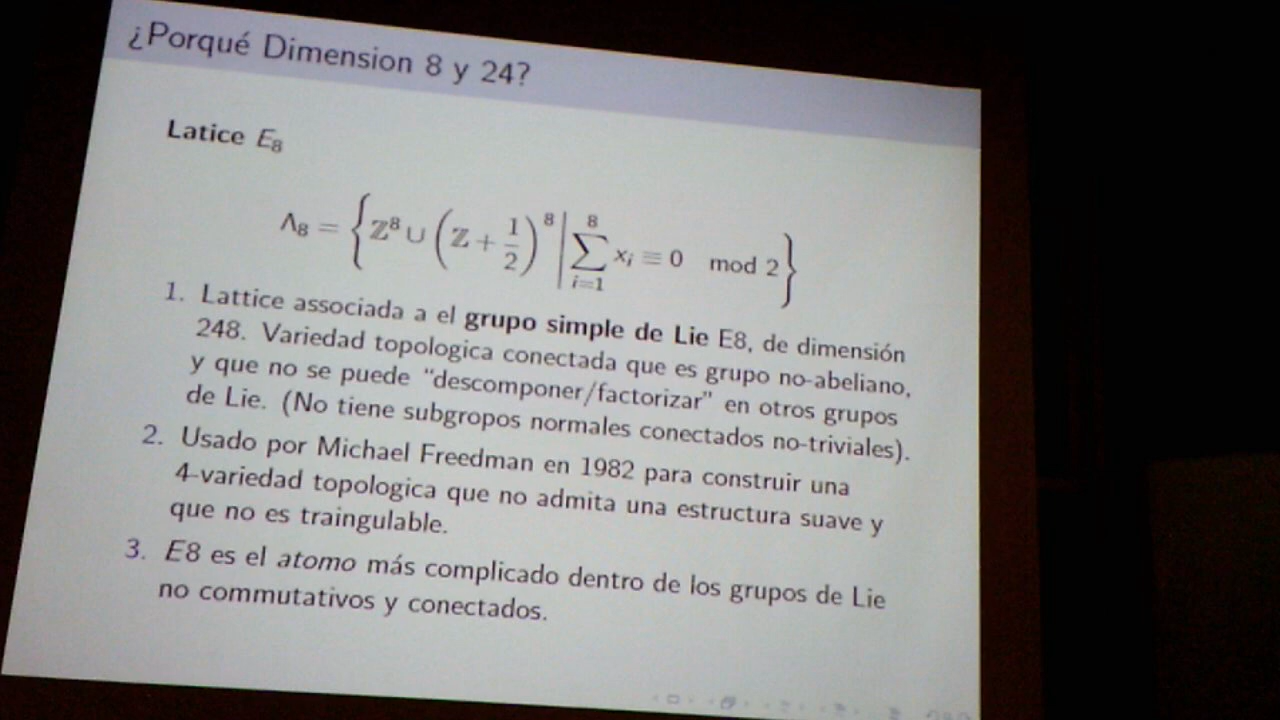 ¿Porqué Dimension 8 y 24?
Latice E₈
Λ₈ = { ℤ⁸ ∪ (ℤ + 1/2)⁸ | ∑_{i=1}^{8} xᵢ ≡ 0 mod 2 }
1. Lattice associada a el grupo simple de Lie E8, de dimensión
248. Variedad topologica conectada que es grupo no-abeliano,
y que no se puede “descomponer/factorizar” en otros grupos
de Lie. (No tiene subgropos normales conectados no-triviales).
2. Usado por Michael Freedman en 1982 para construir una
4-variedad topologica que no admita una estructura suave y
que no es traingulable.
3. E8 es el atomo más complicado dentro de los grupos de Lie
no commutativos y conectados.